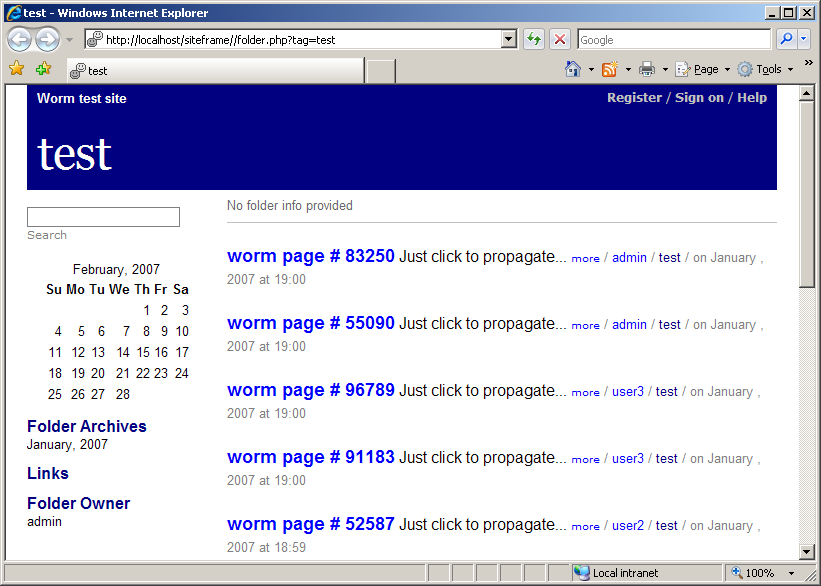 test - Windows Internet Explorer
http://localhost/siteframe//folder.php?tag=test
Google
test
Page
Tools
»
Worm test site
Register / Sign on / Help
test
No folder info provided
Search
February, 2007
Su Mo Tu We Th Fr Sa
1 2 3
4 5 6 7 8 9 10
11 12 13 14 15 16 17
18 19 20 21 22 23 24
25 26 27 28
Folder Archives
January, 2007
Links
Folder Owner
admin
worm page # 83250 Just click to propagate... more / admin / test / on January ,
2007 at 19:00
worm page # 55090 Just click to propagate... more / admin / test / on January ,
2007 at 19:00
worm page # 96789 Just click to propagate... more / user3 / test / on January ,
2007 at 19:00
worm page # 91183 Just click to propagate... more / user3 / test / on January ,
2007 at 19:00
worm page # 52587 Just click to propagate... more / user2 / test / on January ,
2007 at 18:59
Local intranet
100%